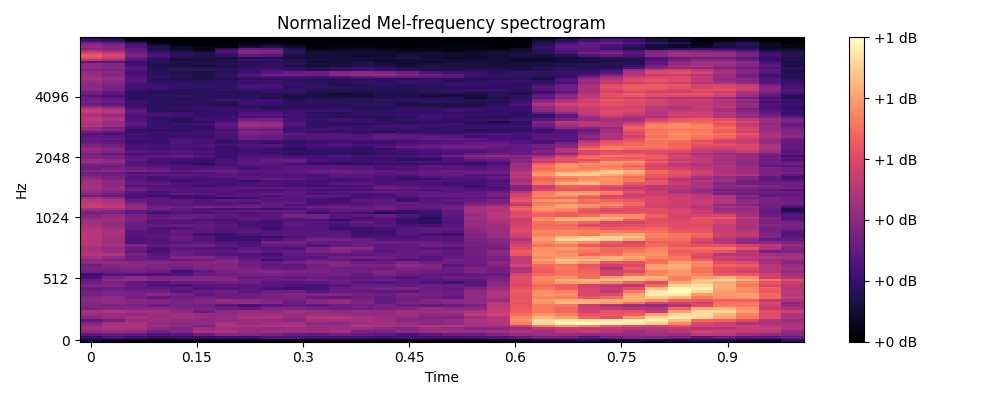 Normalized Mel-frequency spectrogram
Hz
4096
2048
1024
512
0
0
0.15
0.3
0.45
0.6
0.75
0.9
Time
+1 dB
+1 dB
+1 dB
+0 dB
+0 dB
+0 dB